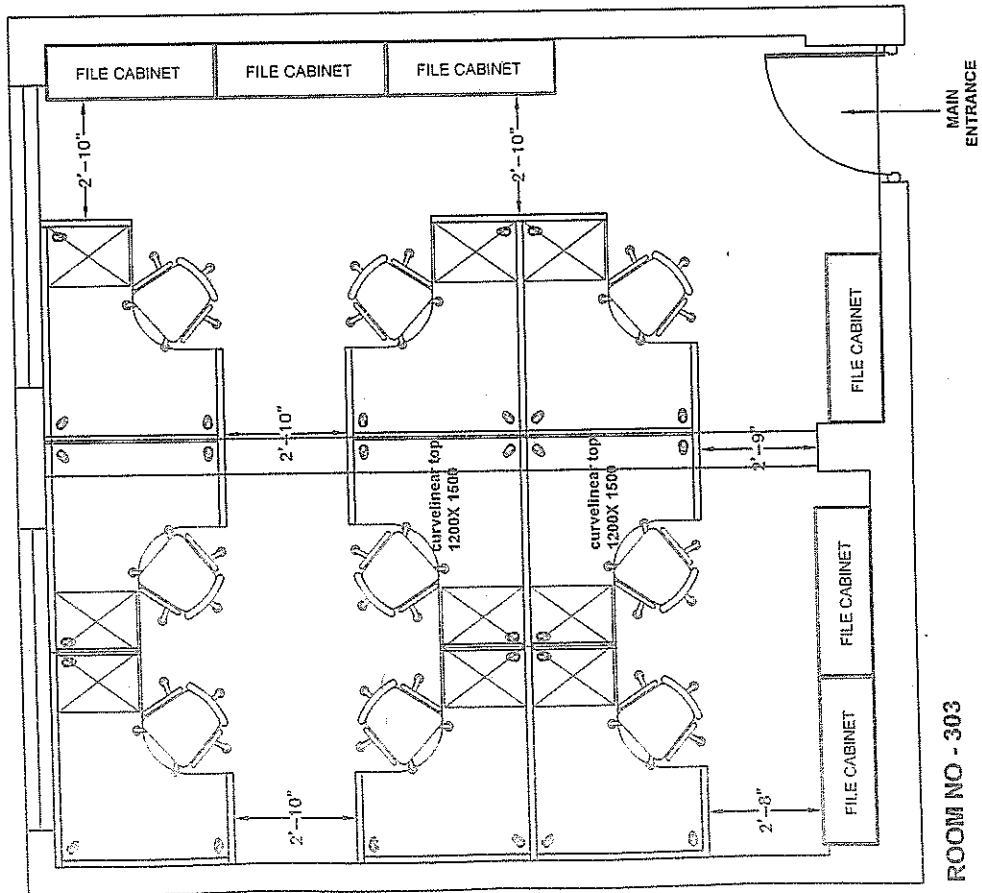 FILE CABINET
FILE CABINET
FILE CABINET
2'-10"
2'-10"
MAIN
ENTRANCE
2'-10"
curvelinear top
1200X 1500
curvelinear top
1200X 1500
2'-9"
FILE CABINET
2'-10"
2'-8"
FILE CABINET
FILE CABINET
ROOM NO - 303